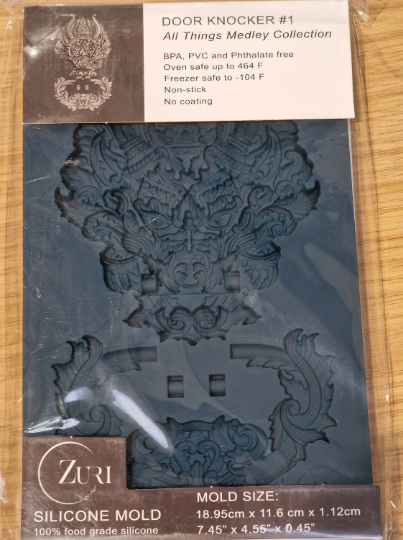 DOOR KNOCKER #1
All Things Medley Collection
BPA, PVC and Phthalate free
Oven safe up to 464 F
Freezer safe to -104 F
Non-stick
No coating
ZURI
SILICONE MOLD
100% food grade silicone
MOLD SIZE:
18.95cm x 11.6 cm x 1.12cm
7.45" x 4.55" x 0.45"